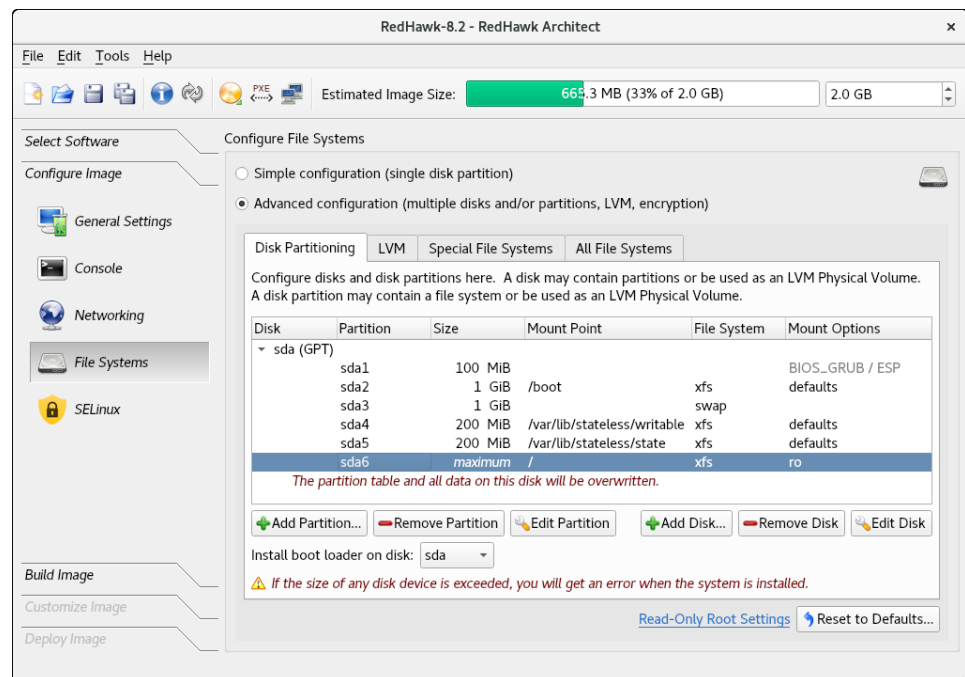 RedHawk-8.2 - RedHawk Architect
File Edit Tools Help
PXE
Estimated Image Size: 665.3 MB (33% of 2.0 GB) 2.0 GB
Select Software
Configure Image
General Settings
Console
Networking
File Systems
SELinux
Build Image
Customize Image
Deploy Image
Configure File Systems
Simple configuration (single disk partition)
Advanced configuration (multiple disks and/or partitions, LVM, encryption)
Disk Partitioning LVM Special File Systems All File Systems
Configure disks and disk partitions here. A disk may contain partitions or be used as an LVM Physical Volume.
A disk partition may contain a file system or be used as an LVM Physical Volume.
Disk Partition Size Mount Point File System Mount Options
sda (GPT)
sda1 100 MiB BIOS_GRUB / ESP
sda2 1 GiB /boot xfs defaults
sda3 1 GiB swap
sda4 200 MiB /var/lib/stateless/writable xfs defaults
sda5 200 MiB /var/lib/stateless/state xfs defaults
sda6 maximum / xfs ro
The partition table and all data on this disk will be overwritten.
Add Partition... Remove Partition Edit Partition Add Disk... Remove Disk Edit Disk
Install boot loader on disk: sda
If the size of any disk device is exceeded, you will get an error when the system is installed.
Read-Only Root Settings Reset to Defaults...